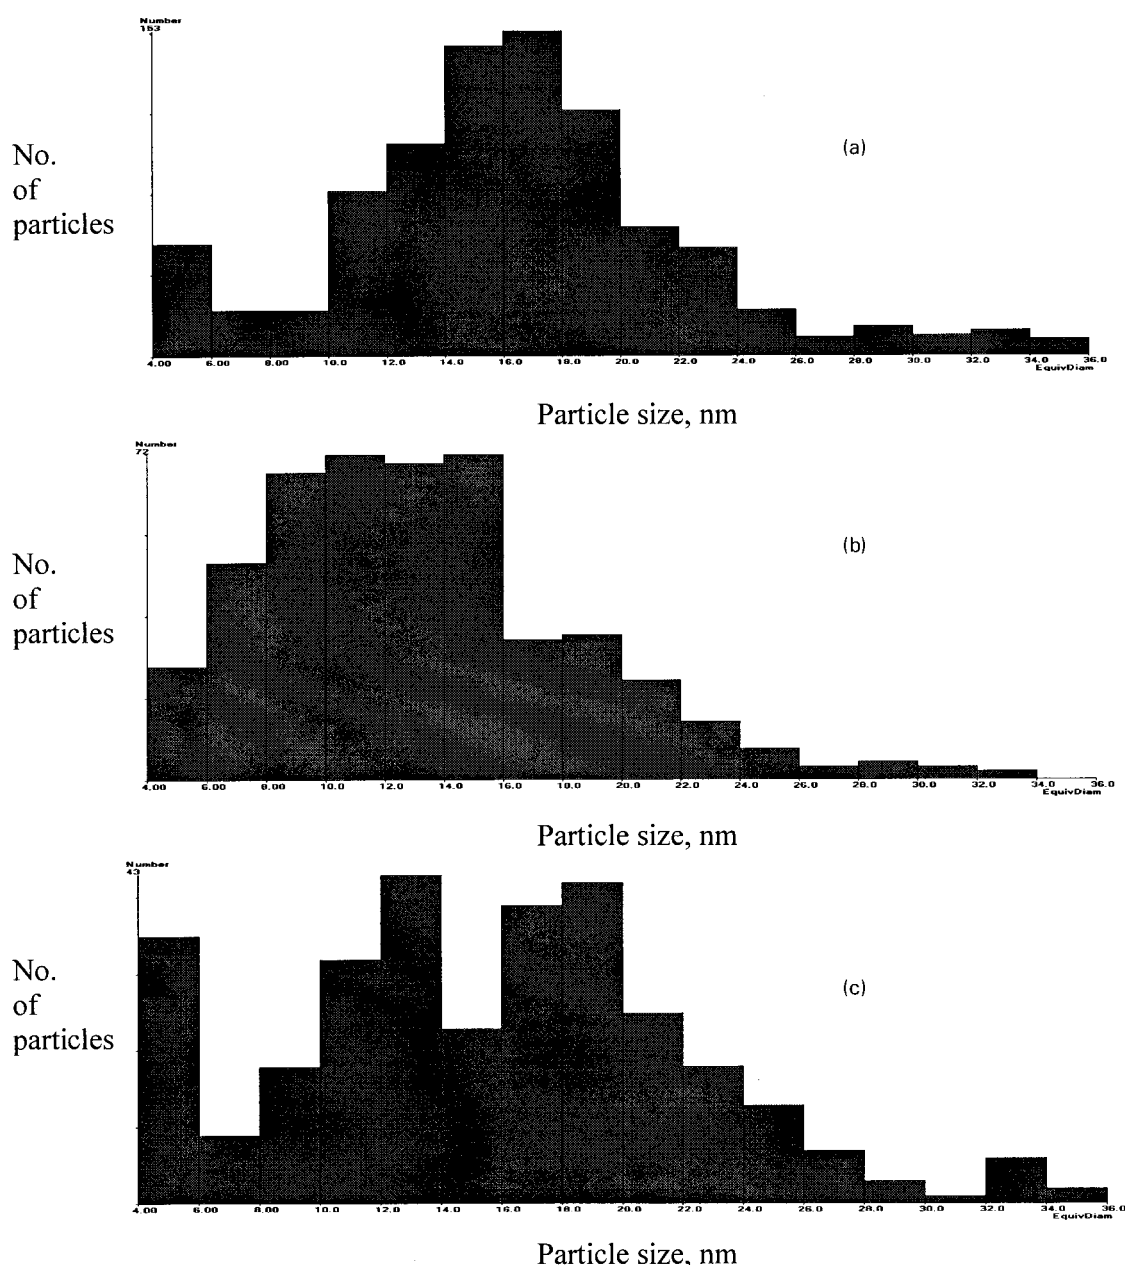 Number
153
No.
of
particles
(a)
4.00 6.00 8.00 10.0 12.0 14.0 16.0 18.0 20.0 22.0 24.0 26.0 28.0 30.0 32.0 34.0 36.0
EquivDiam
Particle size, nm
Number
72
No.
of
particles
(b)
4.00 6.00 8.00 10.0 12.0 14.0 16.0 18.0 20.0 22.0 24.0 26.0 28.0 30.0 32.0 36.0
EquivDiam
Particle size, nm
Number
43
No.
of
particles
(c)
4.00 6.00 8.00 10.0 12.0 14.0 16.0 18.0 20.0 22.0 24.0 26.0 28.0 30.0 32.0 34.0 36.0
EquivDiam
Particle size, nm